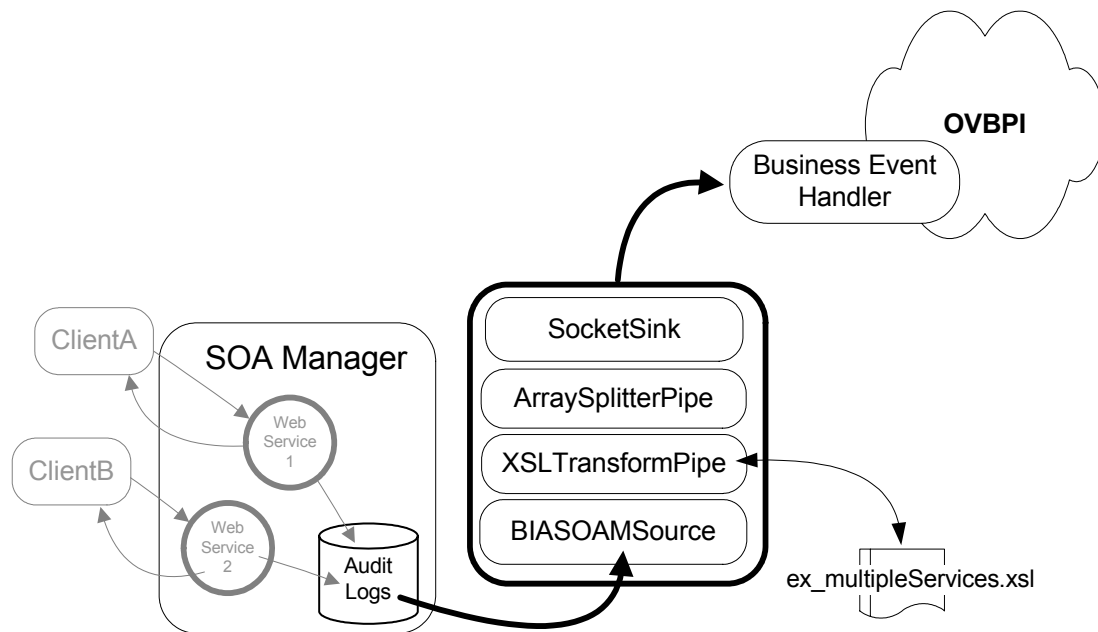 OVBPI
Business Event
Handler
SocketSink
ArraySplitterPipe
XSLTransformPipe
BIASOAMSource
ex_multipleServices.xsl
ClientA
ClientB
SOA Manager
Web
Service
1
Web
Service
2
Audit
Logs